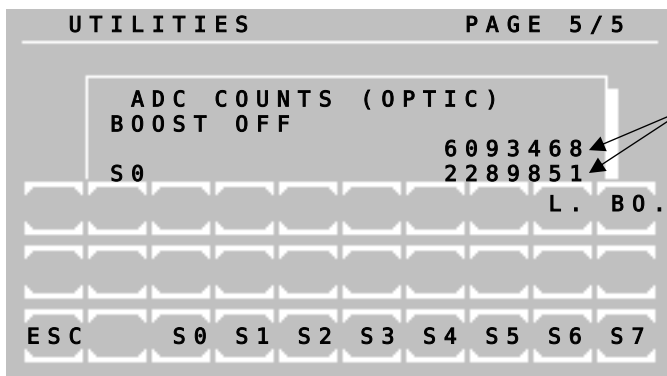 UTILITIES PAGE 5/5
ADC COUNTS (OPTIC)
BOOST OFF
6093468
S0 2289851
L. BO.
ESC S0 S1 S2 S3 S4 S5 S6 S7